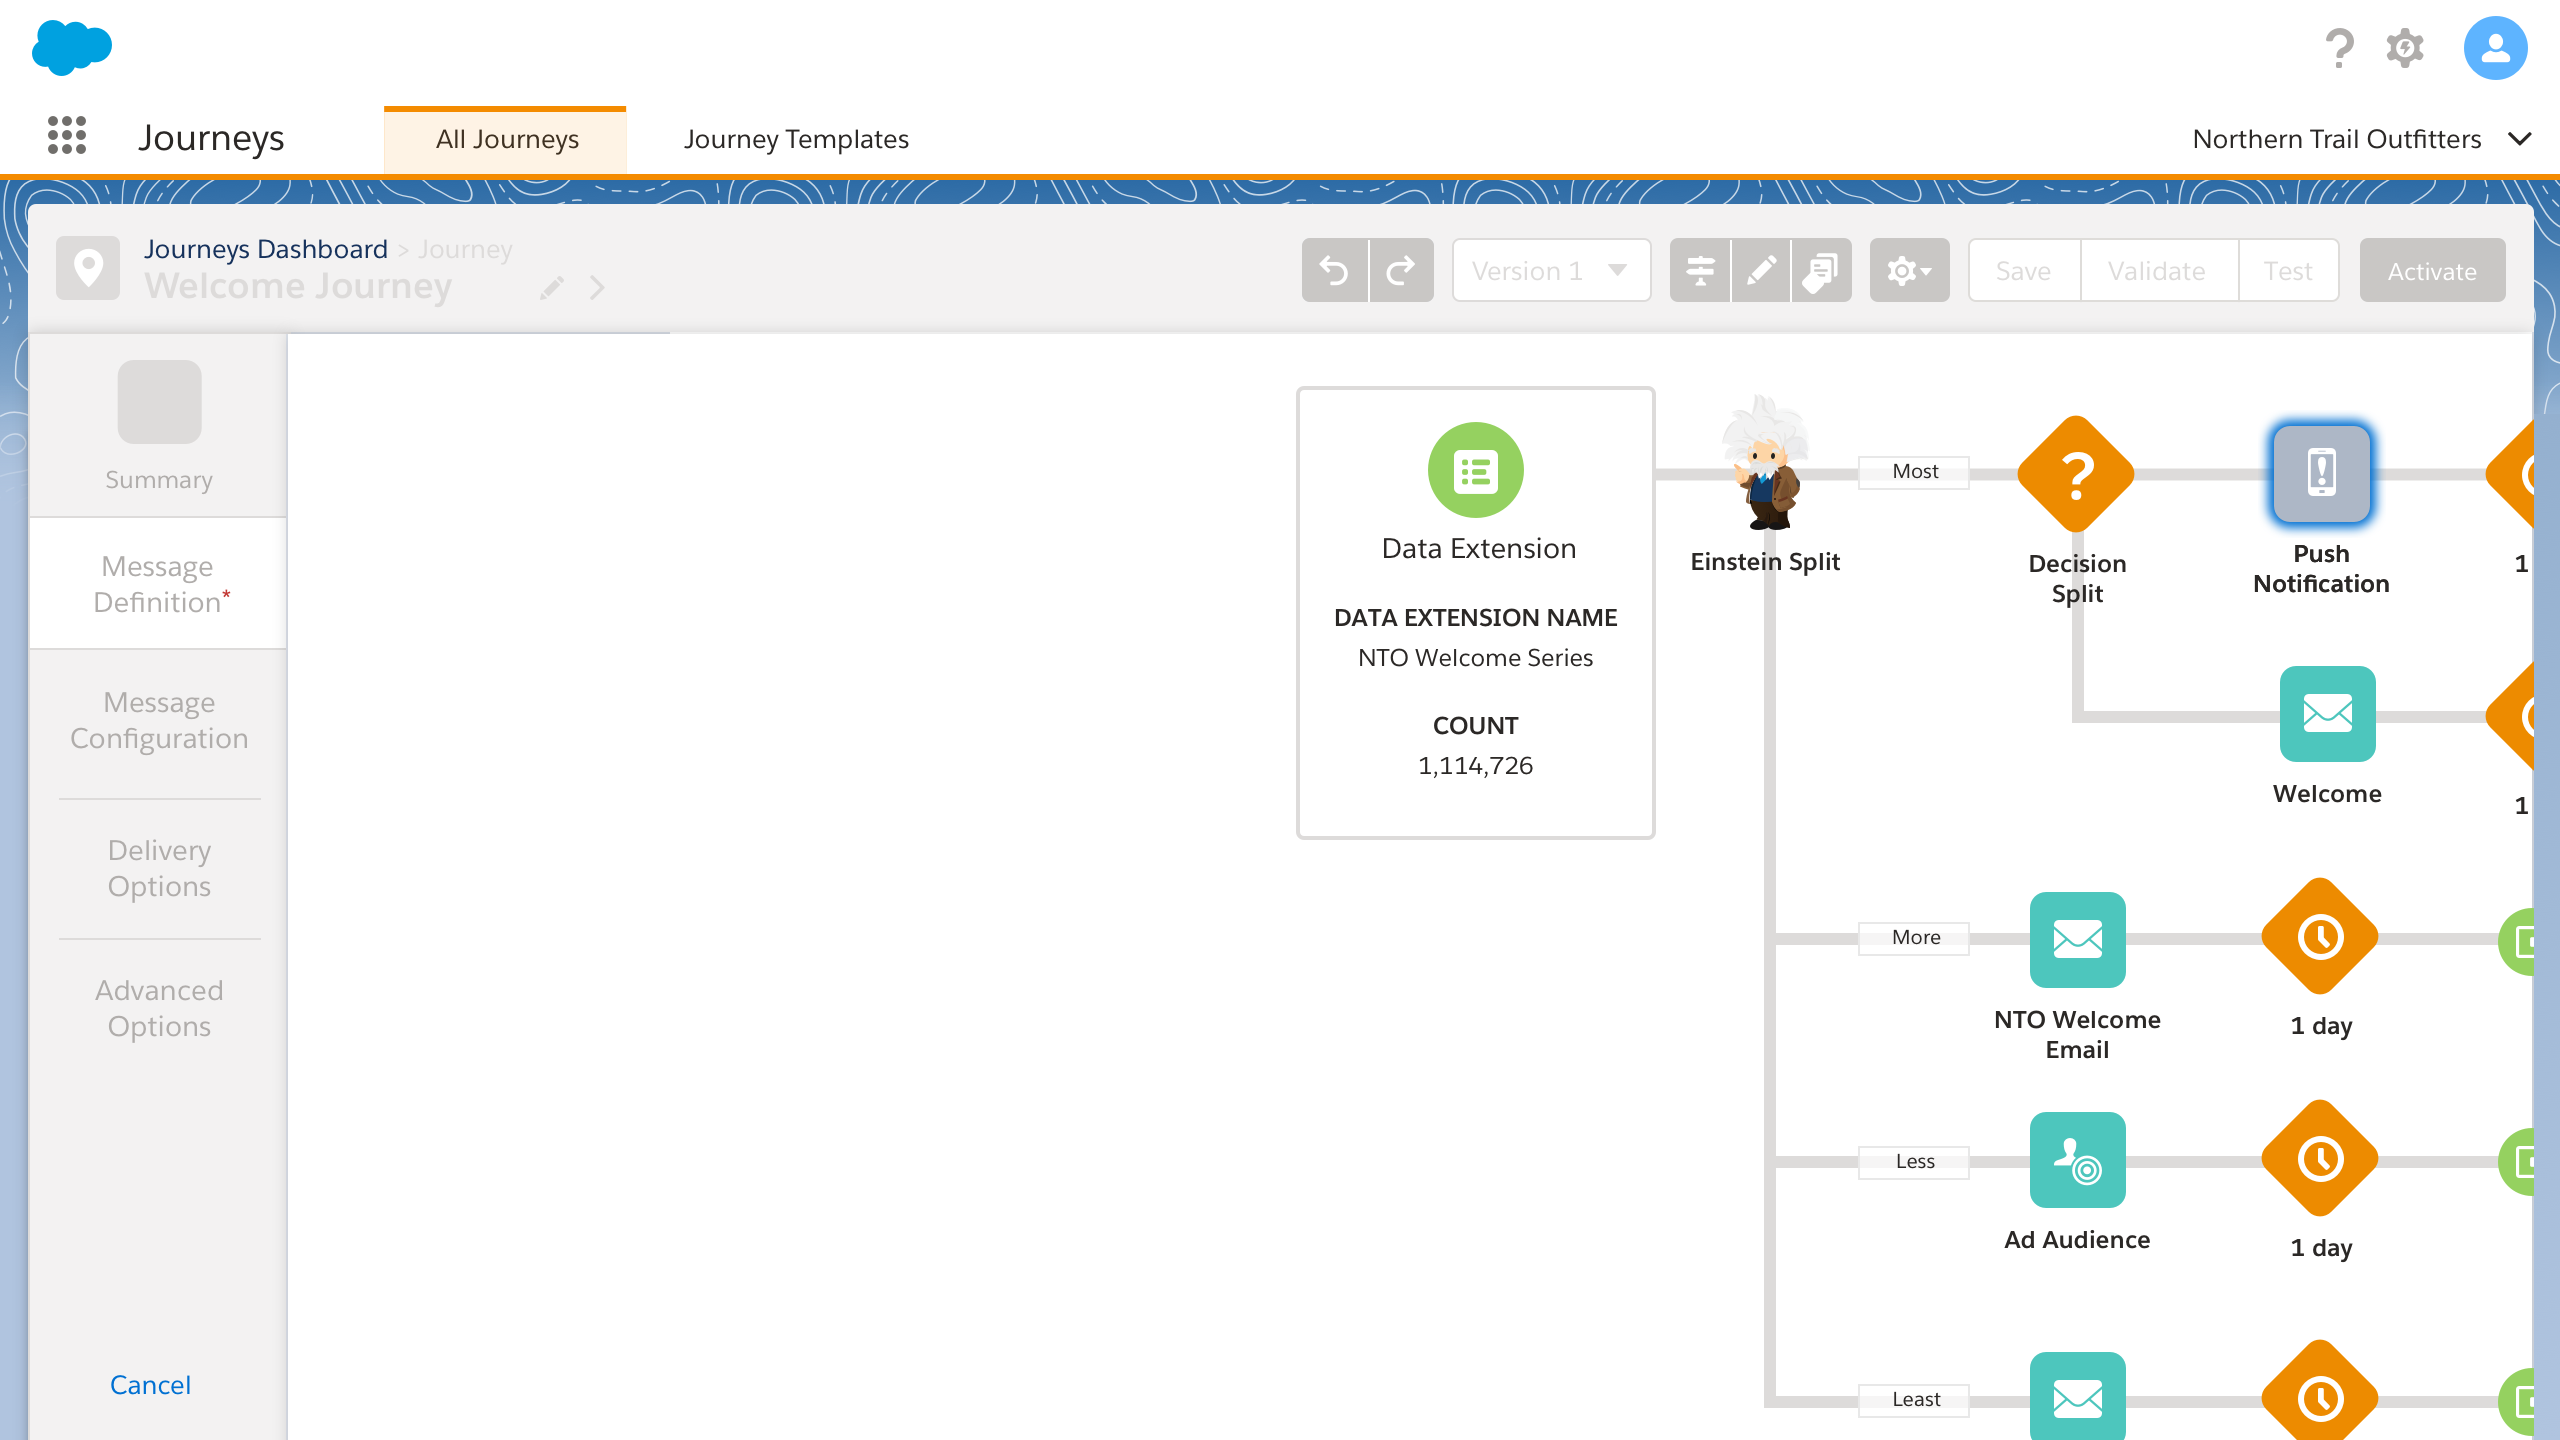 Journeys
All Journeys
Journey Templates
Northern Trail Outfitters
Journeys Dashboard > Journey
Welcome Journey
Version 1
Save
Validate
Test
Activate
Summary
Message
Definition*
Message
Configuration
Delivery
Options
Advanced
Options
Cancel
Data Extension
DATA EXTENSION NAME
NTO Welcome Series
COUNT
1,114,726
Einstein Split
Most
Decision
Split
Push
Notification
1
Welcome
1
More
NTO Welcome
Email
1 day
Less
Ad Audience
1 day
Least